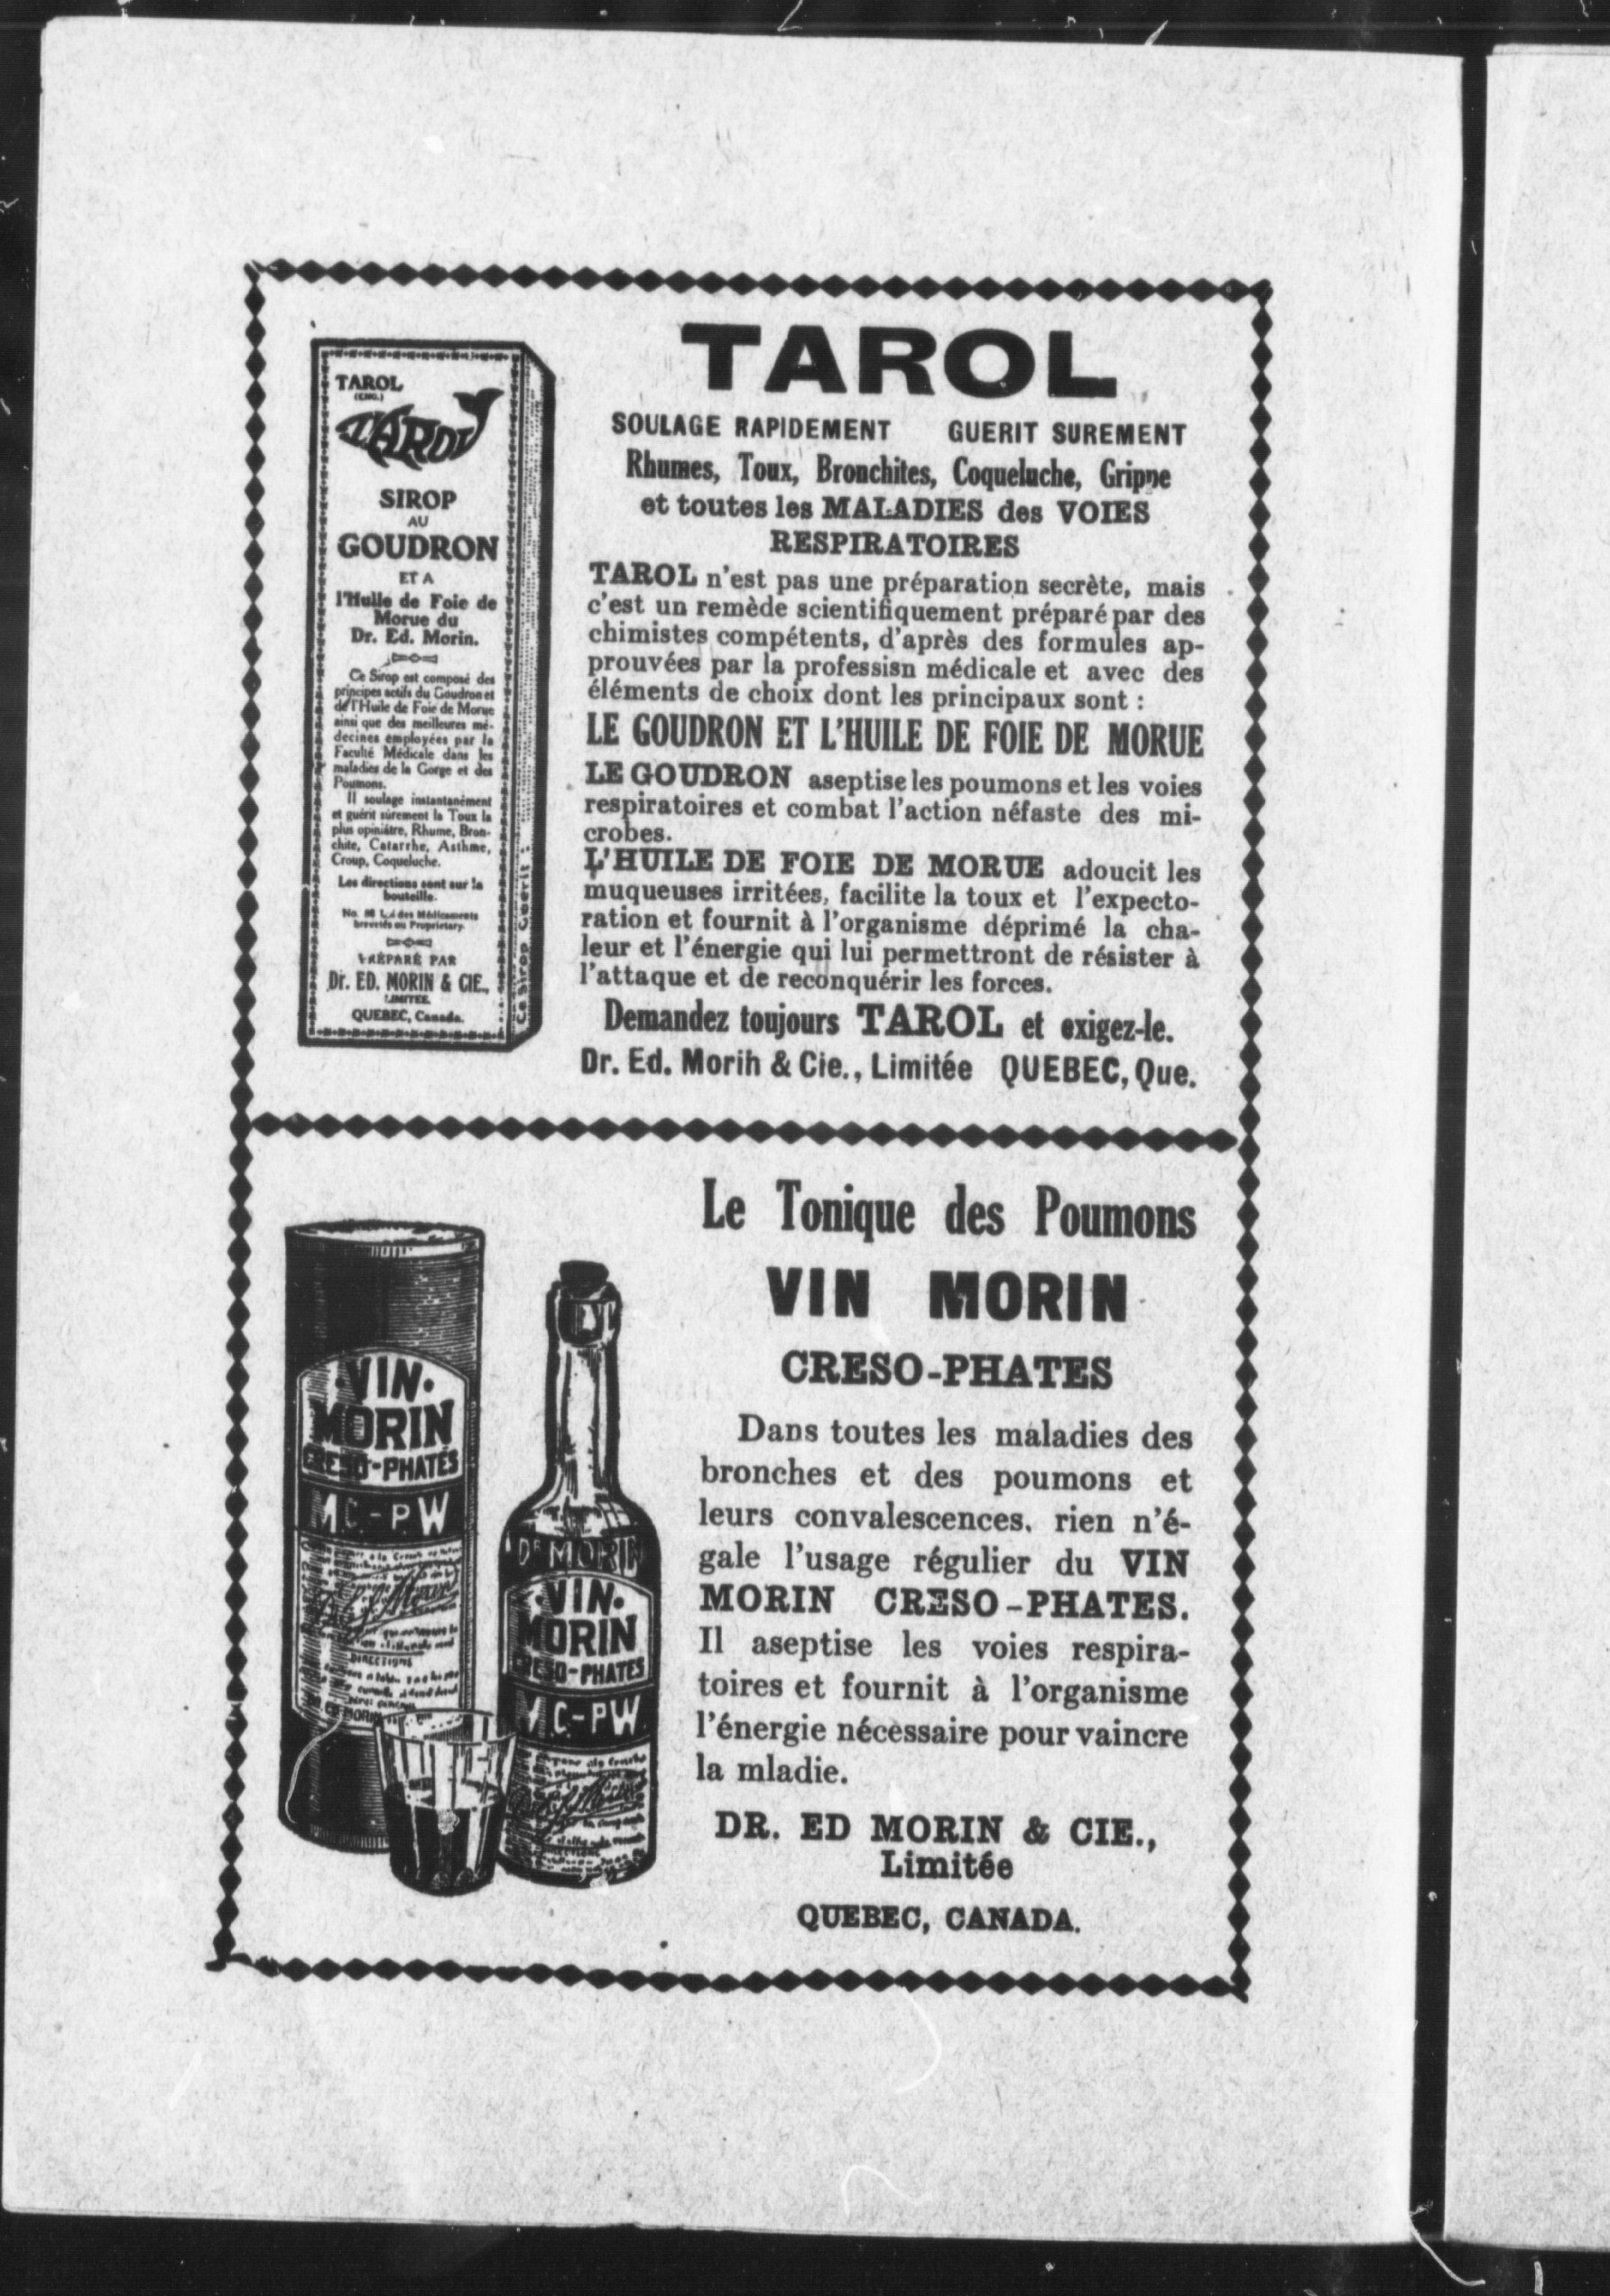 TAROL
SOULAGE RAPIDEMENT GUERIT SUREMENT
Rhumes, Toux, Bronchites, Coqueluche, Grippe
et toutes les MALADIES des VOIES
RESPIRATOIRES
TAROL n'est pas une préparation secrète, mais
c'est un remède scientifiquement préparé par des
chimistes compétents, d'après des formules ap-
prouvées par la professisn médicale et avec des
éléments de choix dont les principaux sont :
LE GOUDRON ET L'HUILE DE FOIE DE MORUE
LE GOUDRON aseptise les poumons et les voies
respiratoires et combat l'action néfaste des mi-
crobes.
L'HUILE DE FOIE DE MORUE adoucit les
muqueuses irritées, facilite la toux et l'expecto-
ration et fournit à l'organisme déprimé la cha-
leur et l'énergie qui lui permettront de résister à
l'attaque et de reconquérir les forces.
Demandez toujours TAROL et exigez-le.
Dr. Ed. Morin & Cie., Limitée QUEBEC, Que.
TAROL
(ENG.)
TAROL
SIROP
AU
GOUDRON
ET A
l'Huile de Foie de
Morue du
Dr. Ed. Morin.
Ce Sirop est composé des
principes actifs du Goudron et
de l'Huile de Foie de Morue
ainsi que des meilleures mé-
decines employées par la
Faculté Médicale dans les
maladies de la Gorge et des
Poumons.
Il soulage instantanément
et guérit sûrement la Toux la
plus opiniâtre, Rhume, Bron-
chite, Catarrhe, Asthme,
Croup, Coqueluche.
Les directions sont sur la
bouteille.
No. Loi des Médicaments
brevetés ou Proprietary.
PRÉPARÉ PAR
Dr. ED. MORIN & CIE.,
LIMITEE.
QUEBEC, Canada.
Ce Sirop Guérit
Le Tonique des Poumons
VIN MORIN
CRESO-PHATES
Dans toutes les maladies des
bronches et des poumons et
leurs convalescences, rien n'é-
gale l'usage régulier du VIN
MORIN CRESO-PHATES.
Il aseptise les voies respira-
toires et fournit à l'organisme
l'énergie nécessaire pour vaincre
la mladie.
DR. ED MORIN & CIE.,
Limitée
QUEBEC, CANADA.
VIN
MORIN
CRESO-PHATES
MC-PW
DIRECTIONS
Dr MORIN
VIN
MORIN
CRESO-PHATES
MC-PW